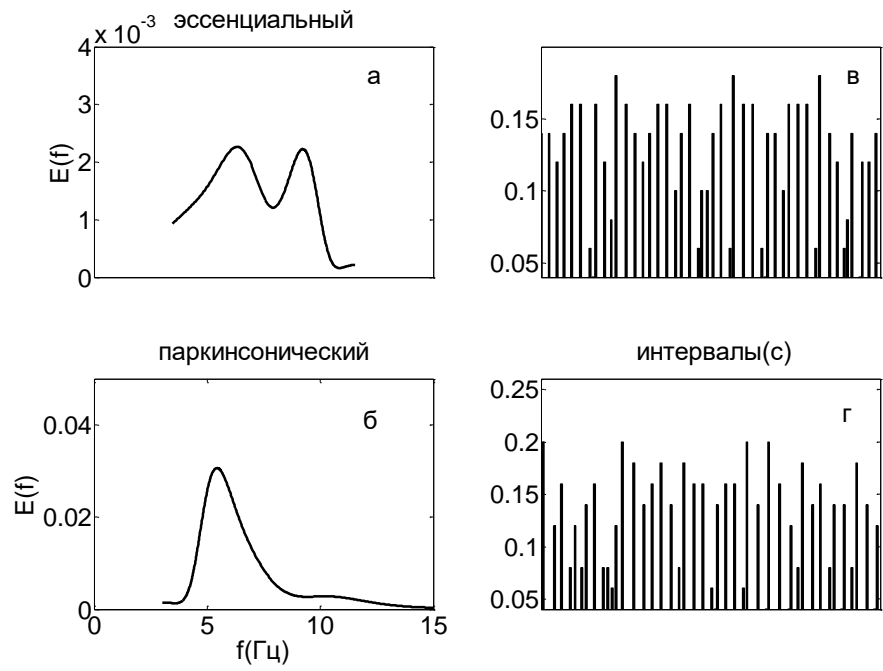 эссенциальный
x 10^-3
4
3
2
1
0
E(f)
а
в
0.15
0.1
0.05
паркинсонический
интервалы(с)
0.04
0.02
0
E(f)
б
0 5 10 15
f(Гц)
г
0.25
0.2
0.15
0.1
0.05